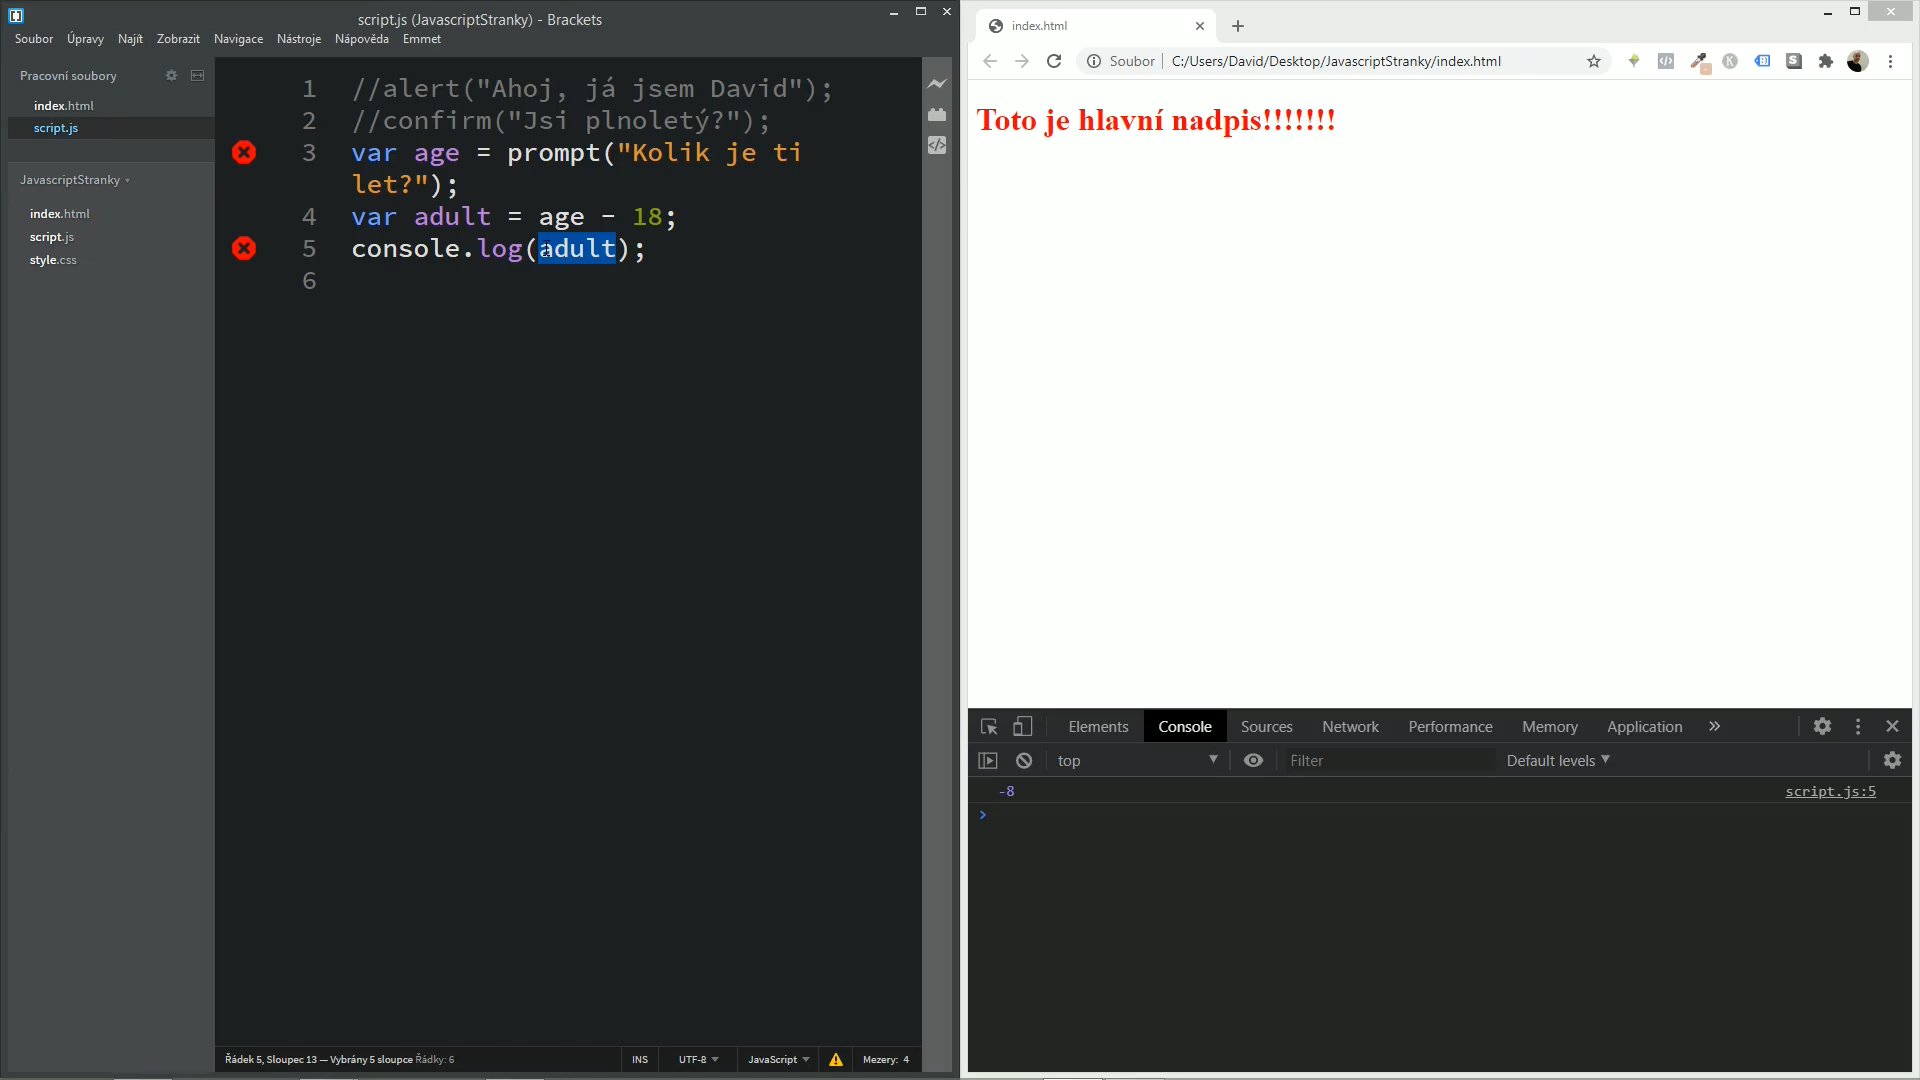 script.js (JavascriptStranky) - Brackets
Soubor Úpravy Najít Zobrazit Navigace Nástroje Nápověda Emmet
Pracovní soubory
index.html
script.js
JavascriptStranky
index.html
script.js
style.css
1 //alert("Ahoj, já jsem David");
2 //confirm("Jsi plnoletý?");
3 var age = prompt("Kolik je ti
let?");
4 var adult = age - 18;
5 console.log(adult);
6
Řádek 5, Sloupec 13 — Vybrány 5 sloupce Řádky: 6
INS UTF-8 JavaScript Mezery: 4
index.html
Soubor C:/Users/David/Desktop/JavascriptStranky/index.html
Toto je hlavní nadpis!!!!!!!
Elements Console Sources Network Performance Memory Application
top Filter Default levels
-8 script.js:5